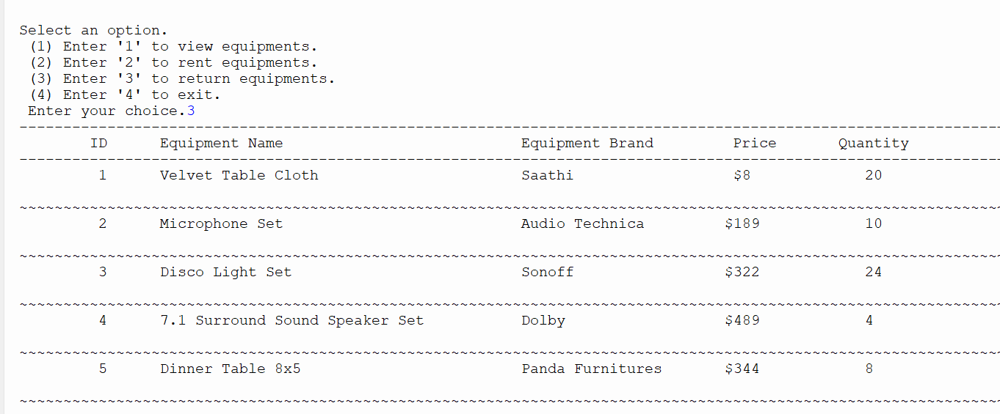 Select an option.
(1) Enter '1' to view equipments.
(2) Enter '2' to rent equipments.
(3) Enter '3' to return equipments.
(4) Enter '4' to exit.
Enter your choice.3
ID Equipment Name Equipment Brand Price Quantity
1 Velvet Table Cloth Saathi $8 20
2 Microphone Set Audio Technica $189 10
3 Disco Light Set Sonoff $322 24
4 7.1 Surround Sound Speaker Set Dolby $489 4
5 Dinner Table 8x5 Panda Furnitures $344 8